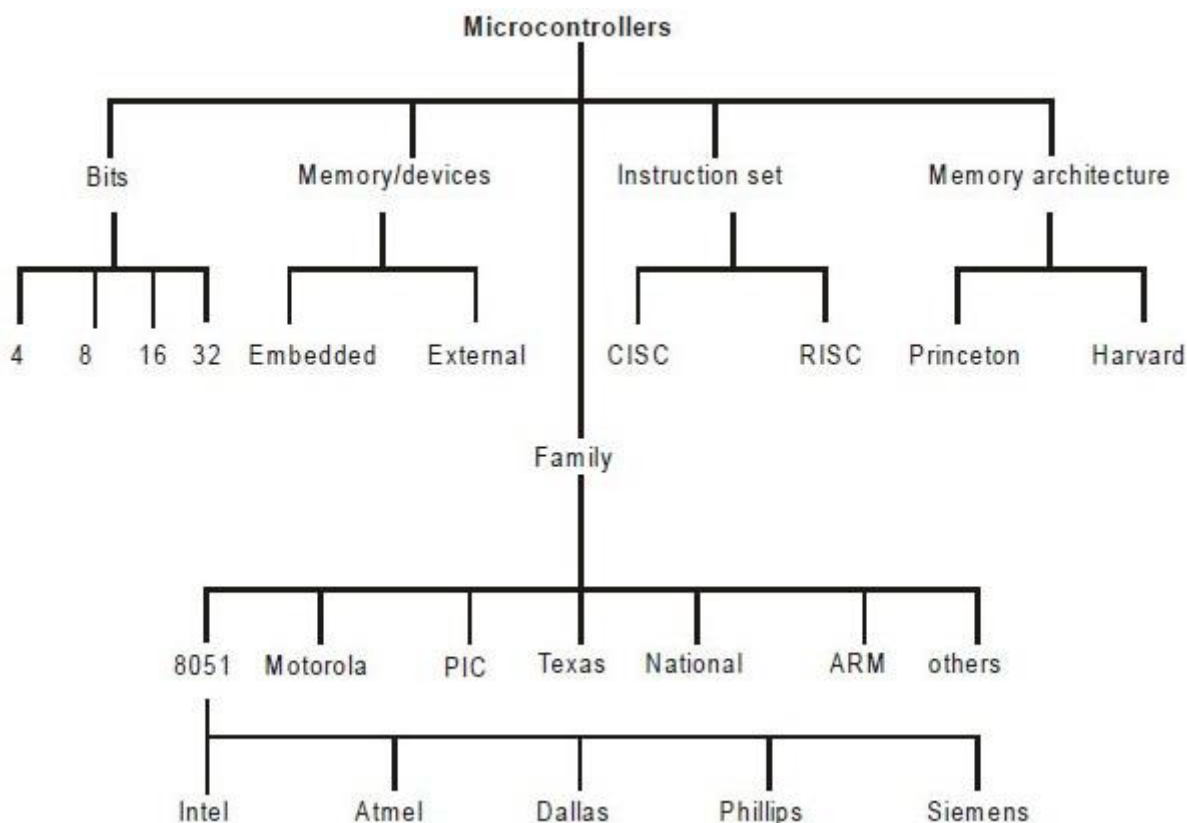 Microcontrollers
Bits Memory/devices Instruction set Memory architecture
4 8 16 32 Embedded External CISC RISC Princeton Harvard
Family
8051 Motorola PIC Texas National ARM others
Intel Atmel Dallas Phillips Siemens